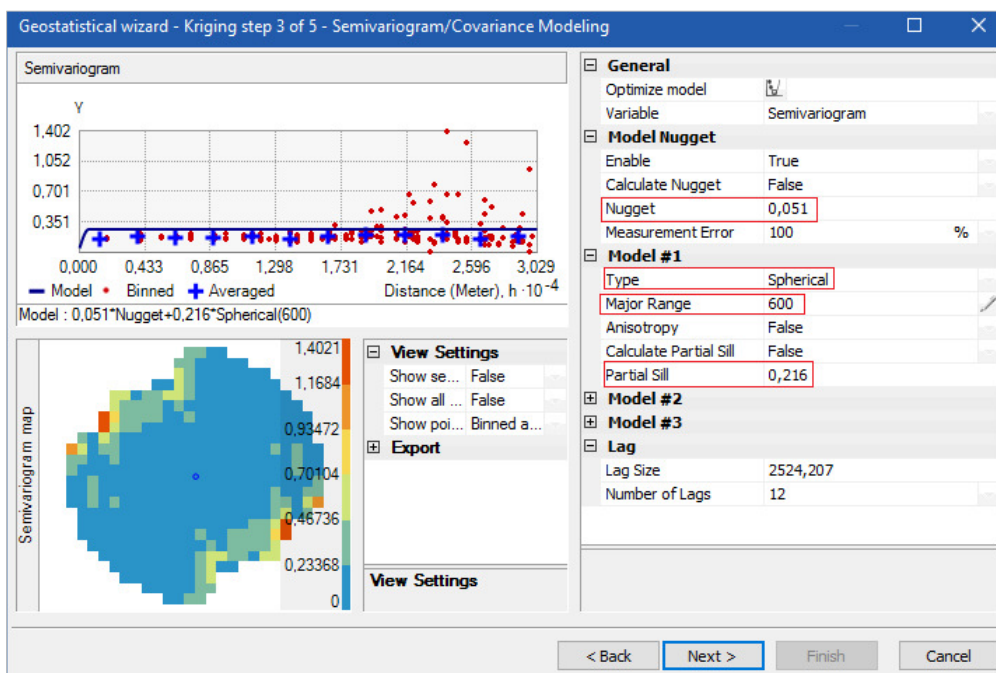 Geostatistical wizard - Kriging step 3 of 5 - Semivariogram/Covariance Modeling
Semivariogram
γ
1,402
1,052
0,701
0,351
0,000 0,433 0,865 1,298 1,731 2,164 2,596 3,029
Model Binned Averaged Distance (Meter), h ·10⁻⁴
Model : 0,051*Nugget+0,216*Spherical(600)
Semivariogram map
1,4021
1,1684
0,93472
0,70104
0,46736
0,23368
0
View Settings
Show se... False
Show all ... False
Show poi... Binned a...
Export
View Settings
General
Optimize model
Variable Semivariogram
Model Nugget
Enable True
Calculate Nugget False
Nugget 0,051
Measurement Error 100 %
Model #1
Type Spherical
Major Range 600
Anisotropy False
Calculate Partial Sill False
Partial Sill 0,216
Model #2
Model #3
Lag
Lag Size 2524,207
Number of Lags 12
< Back Next > Finish Cancel